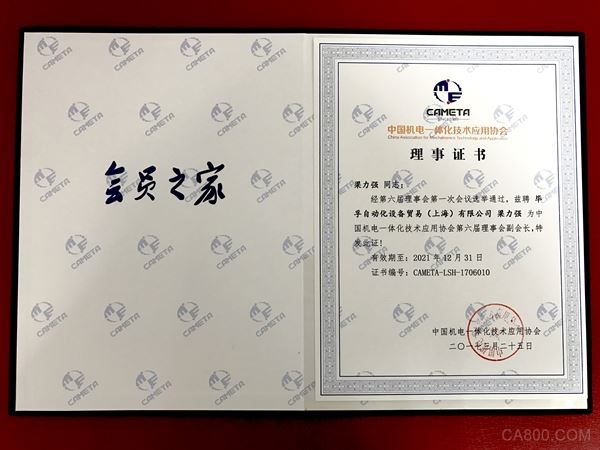 会员之家
CAMETA
中国机电一体化技术应用协会
China Association for Mechatronics Technology and Application
理事证书
梁力强 同志:
经第六届理事会第一次会议选举通过,兹聘 毕
孚自动化设备贸易(上海)有限公司 梁力强 为中
国机电一体化技术应用协会第六届理事会副会长,特
发此证!
有效期至:2021 年 12 月 31 日
证书编号:CAMETA-LSH-1706010
中国机电一体化技术应用协会
二〇一七三月二十五日
CA800.COM